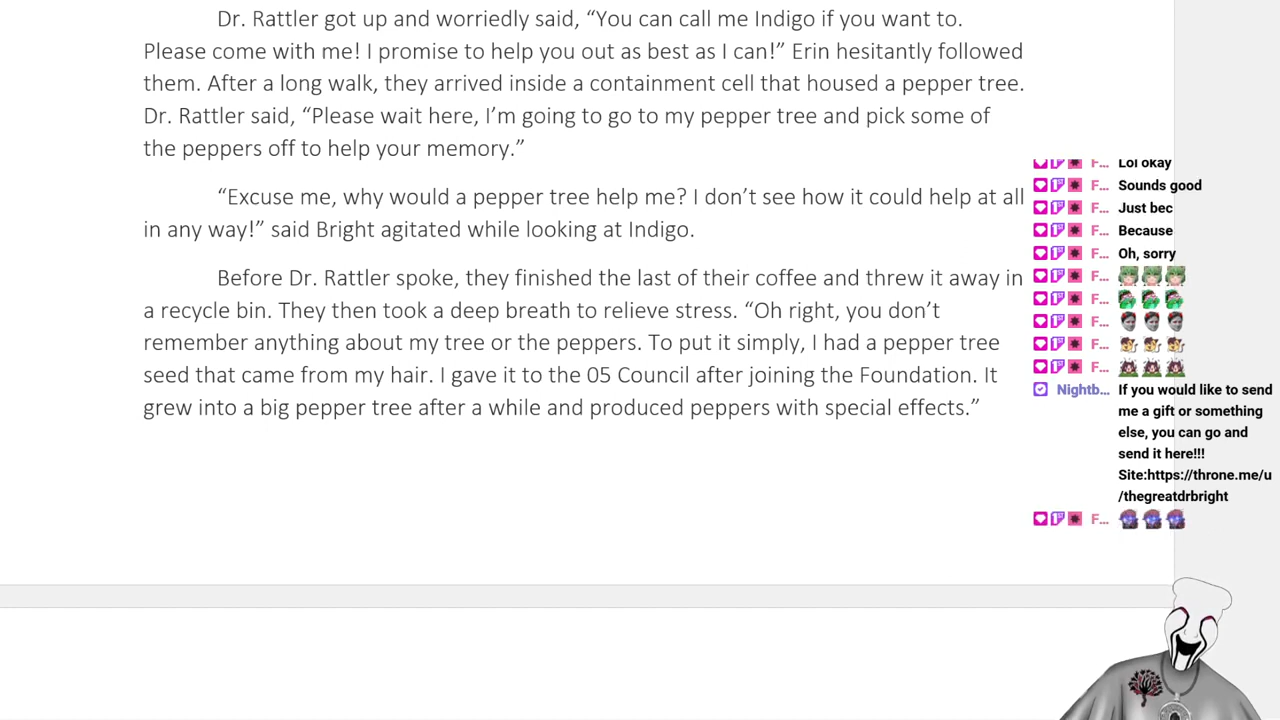 Dr. Rattler got up and worriedly said, “You can call me Indigo if you want to.
Please come with me! I promise to help you out as best as I can!” Erin hesitantly followed
them. After a long walk, they arrived inside a containment cell that housed a pepper tree.
Dr. Rattler said, “Please wait here, I’m going to go to my pepper tree and pick some of
the peppers off to help your memory.”
“Excuse me, why would a pepper tree help me? I don’t see how it could help at all
in any way!” said Bright agitated while looking at Indigo.
Before Dr. Rattler spoke, they finished the last of their coffee and threw it away in
a recycle bin. They then took a deep breath to relieve stress. “Oh right, you don’t
remember anything about my tree or the peppers. To put it simply, I had a pepper tree
seed that came from my hair. I gave it to the 05 Council after joining the Foundation. It
grew into a big pepper tree after a while and produced peppers with special effects.”
F... Lol okay
F... Sounds good
F... Just bec
F... Because
F... Oh, sorry
F...
F...
F...
F...
F...
Nightb... If you would like to send
me a gift or something
else, you can go and
send it here!!!
Site:https://throne.me/u
/thegreatdrbright
F...